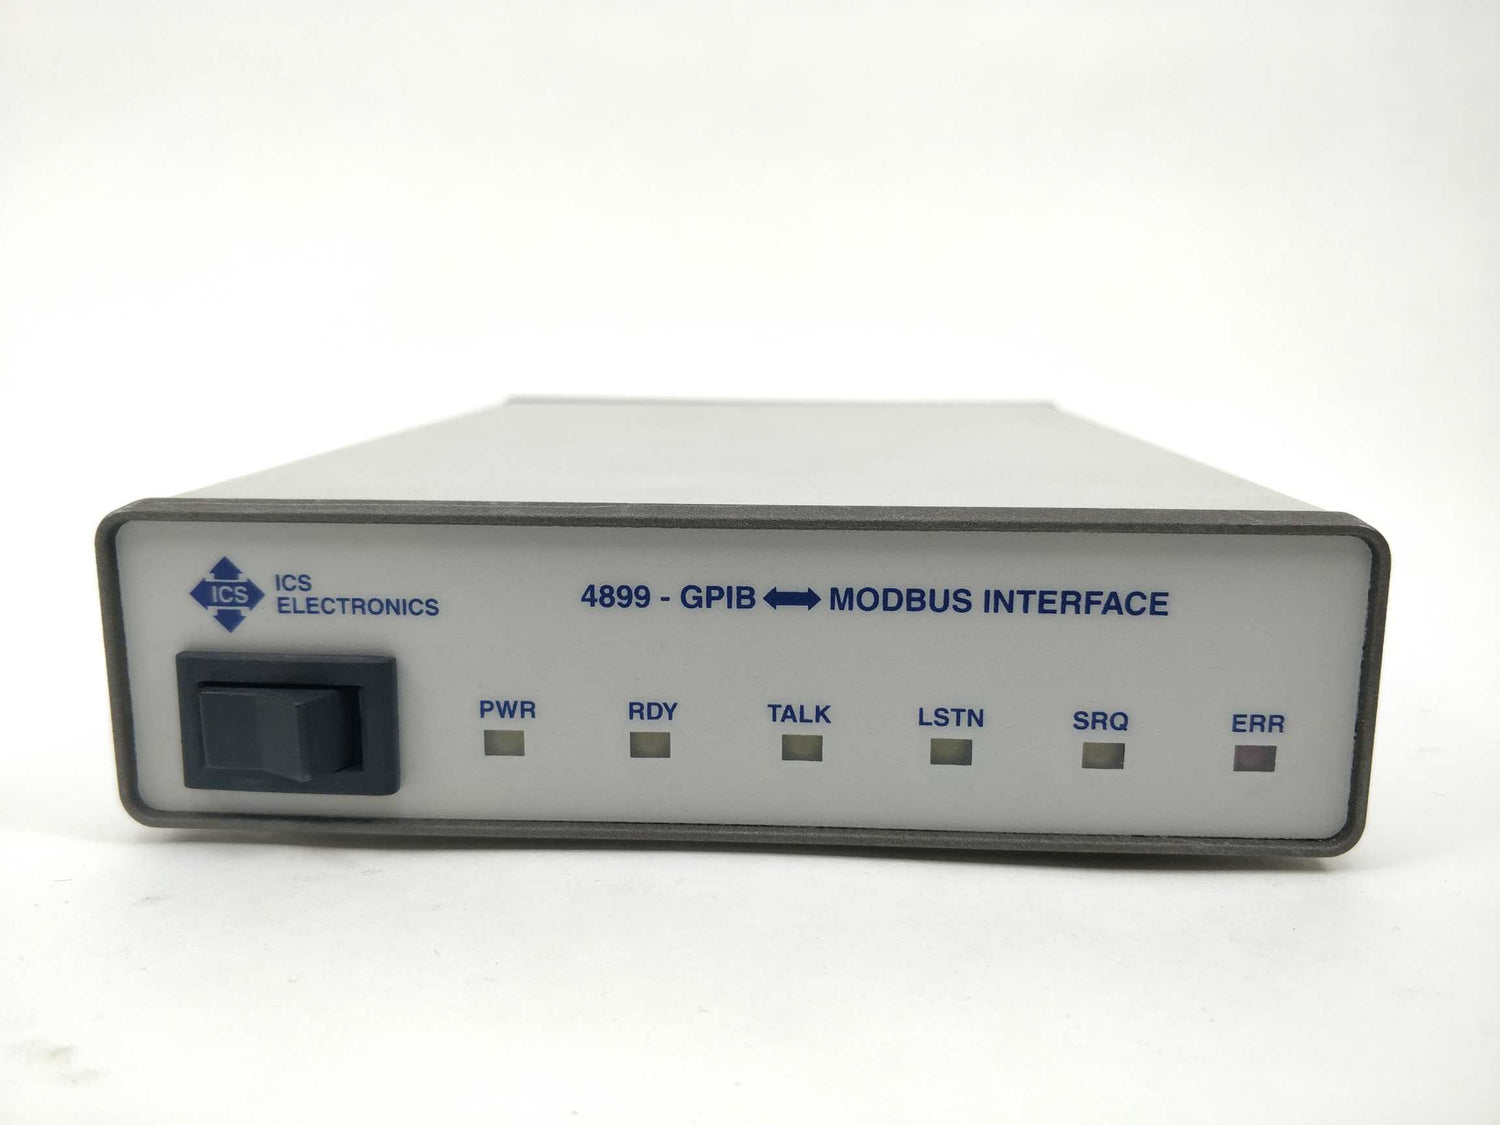 ICS
ICS
ELECTRONICS
4899 - GPIB ⟷ MODBUS INTERFACE
PWR RDY TALK LSTN SRQ ERR